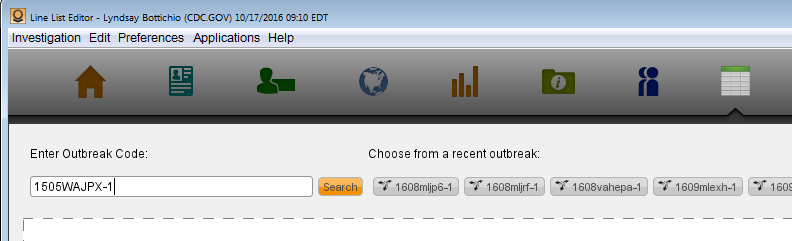 Line List Editor - Lyndsay Bottichio (CDC.GOV) 10/17/2016 09:10 EDT
Investigation Edit Preferences Applications Help
Enter Outbreak Code: Choose from a recent outbreak:
1505WAJPX-1 Search 1608mljp6-1 1608mljrf-1 1608vahepa-1 1609mlexh-1 1609